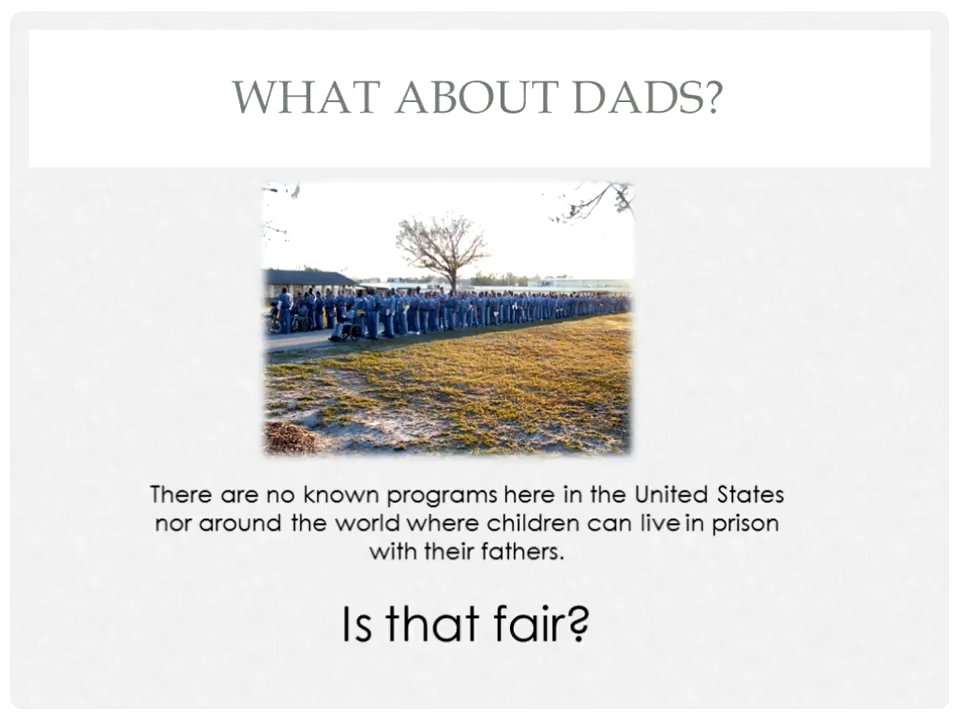 WHAT ABOUT DADS?
There are no known programs here in the United States
nor around the world where children can live in prison
with their fathers.
Is that fair?